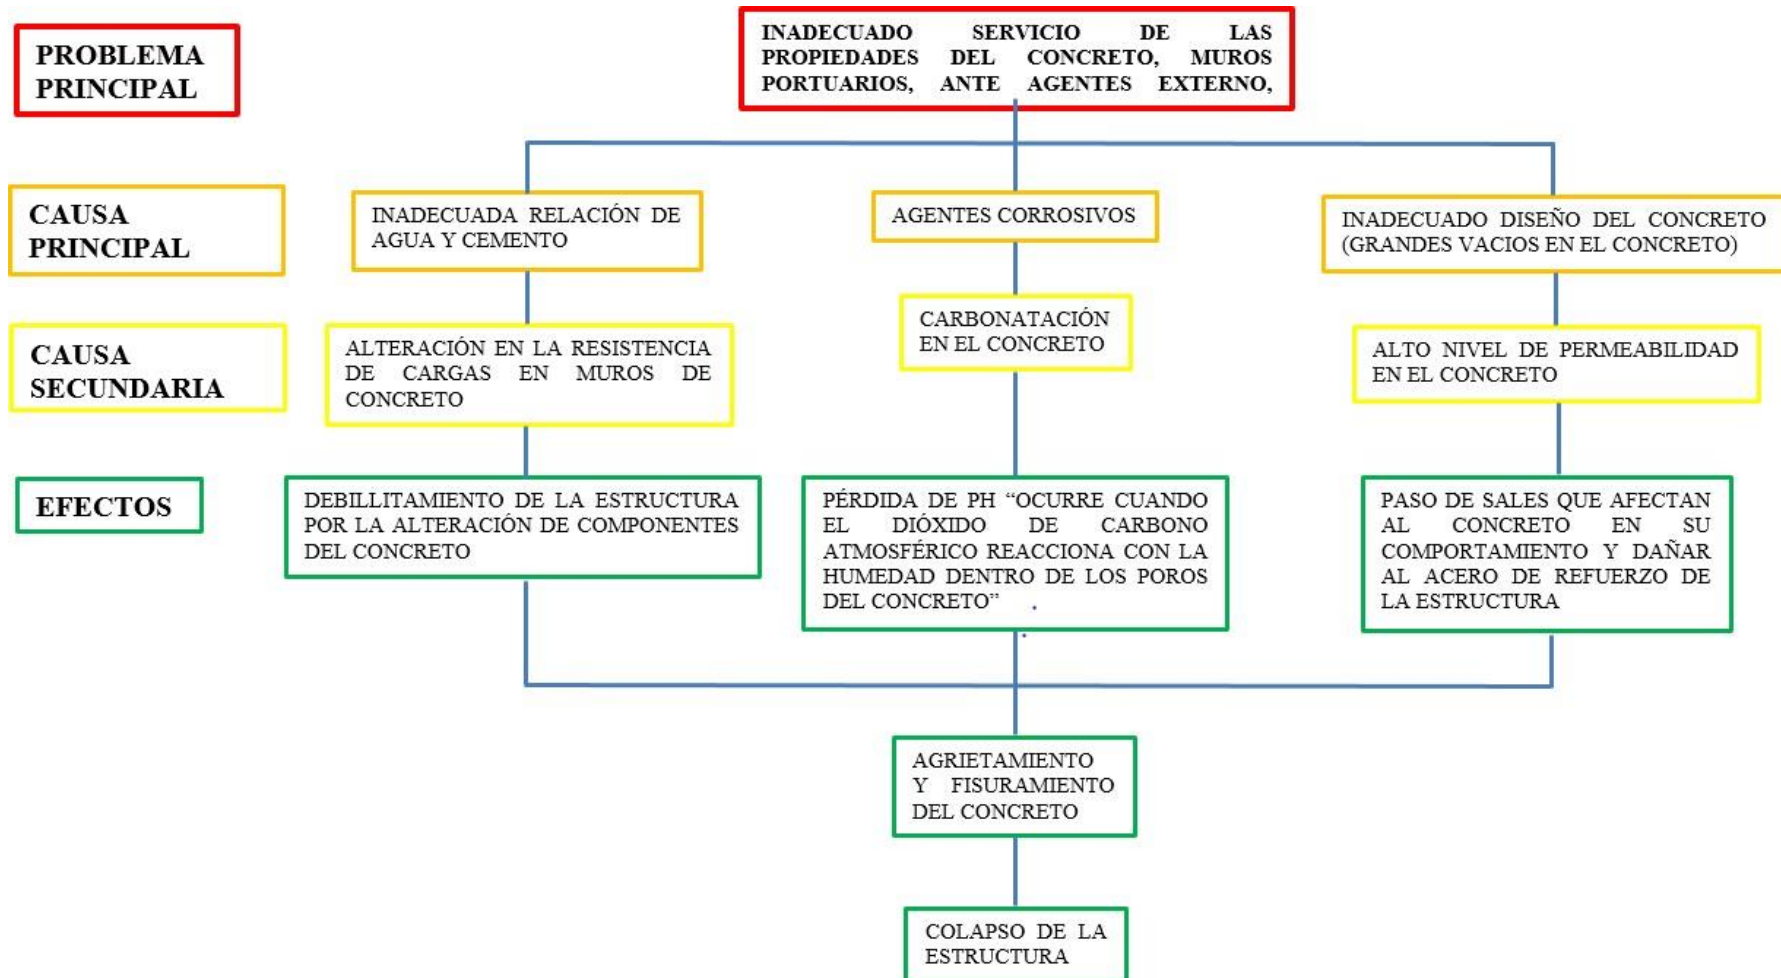 PROBLEMA
PRINCIPAL
INADECUADO SERVICIO DE LAS
PROPIEDADES DEL CONCRETO, MUROS
PORTUARIOS, ANTE AGENTES EXTERNO,
CAUSA
PRINCIPAL
INADECUADA RELACIÓN DE
AGUA Y CEMENTO
AGENTES CORROSIVOS
INADECUADO DISEÑO DEL CONCRETO
(GRANDES VACIOS EN EL CONCRETO)
CAUSA
SECUNDARIA
ALTERACIÓN EN LA RESISTENCIA
DE CARGAS EN MUROS DE
CONCRETO
CARBONATACIÓN
EN EL CONCRETO
ALTO NIVEL DE PERMEABILIDAD
EN EL CONCRETO
EFECTOS
DEBILLITAMIENTO DE LA ESTRUCTURA
POR LA ALTERACIÓN DE COMPONENTES
DEL CONCRETO
PÉRDIDA DE PH “OCURRE CUANDO
EL DIÓXIDO DE CARBONO
ATMOSFÉRICO REACCIONA CON LA
HUMEDAD DENTRO DE LOS POROS
DEL CONCRETO”
PASO DE SALES QUE AFECTAN
AL CONCRETO EN SU
COMPORTAMIENTO Y DAÑAR
AL ACERO DE REFUERZO DE
LA ESTRUCTURA
AGRIETAMIENTO
Y FISURAMIENTO
DEL CONCRETO
COLAPSO DE LA
ESTRUCTURA